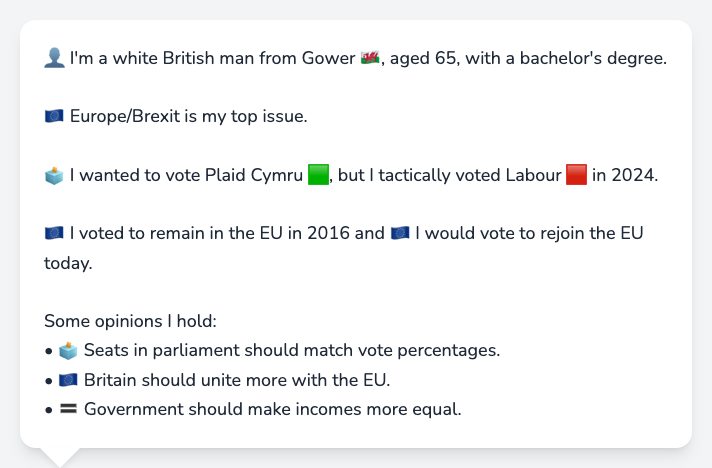 👤 I'm a white British man from Gower 🏴󠁧󠁢󠁷󠁬󠁳󠁿, aged 65, with a bachelor's degree.
🇪🇺 Europe/Brexit is my top issue.
🗳️ I wanted to vote Plaid Cymru 🟩, but I tactically voted Labour 🟥 in 2024.
🇪🇺 I voted to remain in the EU in 2016 and 🇪🇺 I would vote to rejoin the EU
today.
Some opinions I hold:
• 🗳️ Seats in parliament should match vote percentages.
• 🇪🇺 Britain should unite more with the EU.
• 🟰 Government should make incomes more equal.